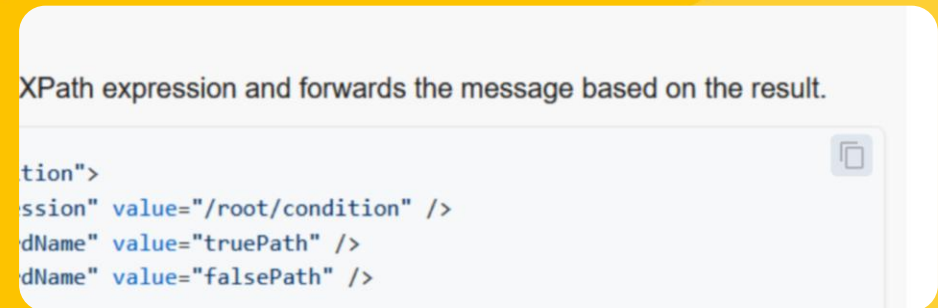 XPath expression and forwards the message based on the result.
tion">
ssion" value="/root/condition" />
dName" value="truePath" />
dName" value="falsePath" />